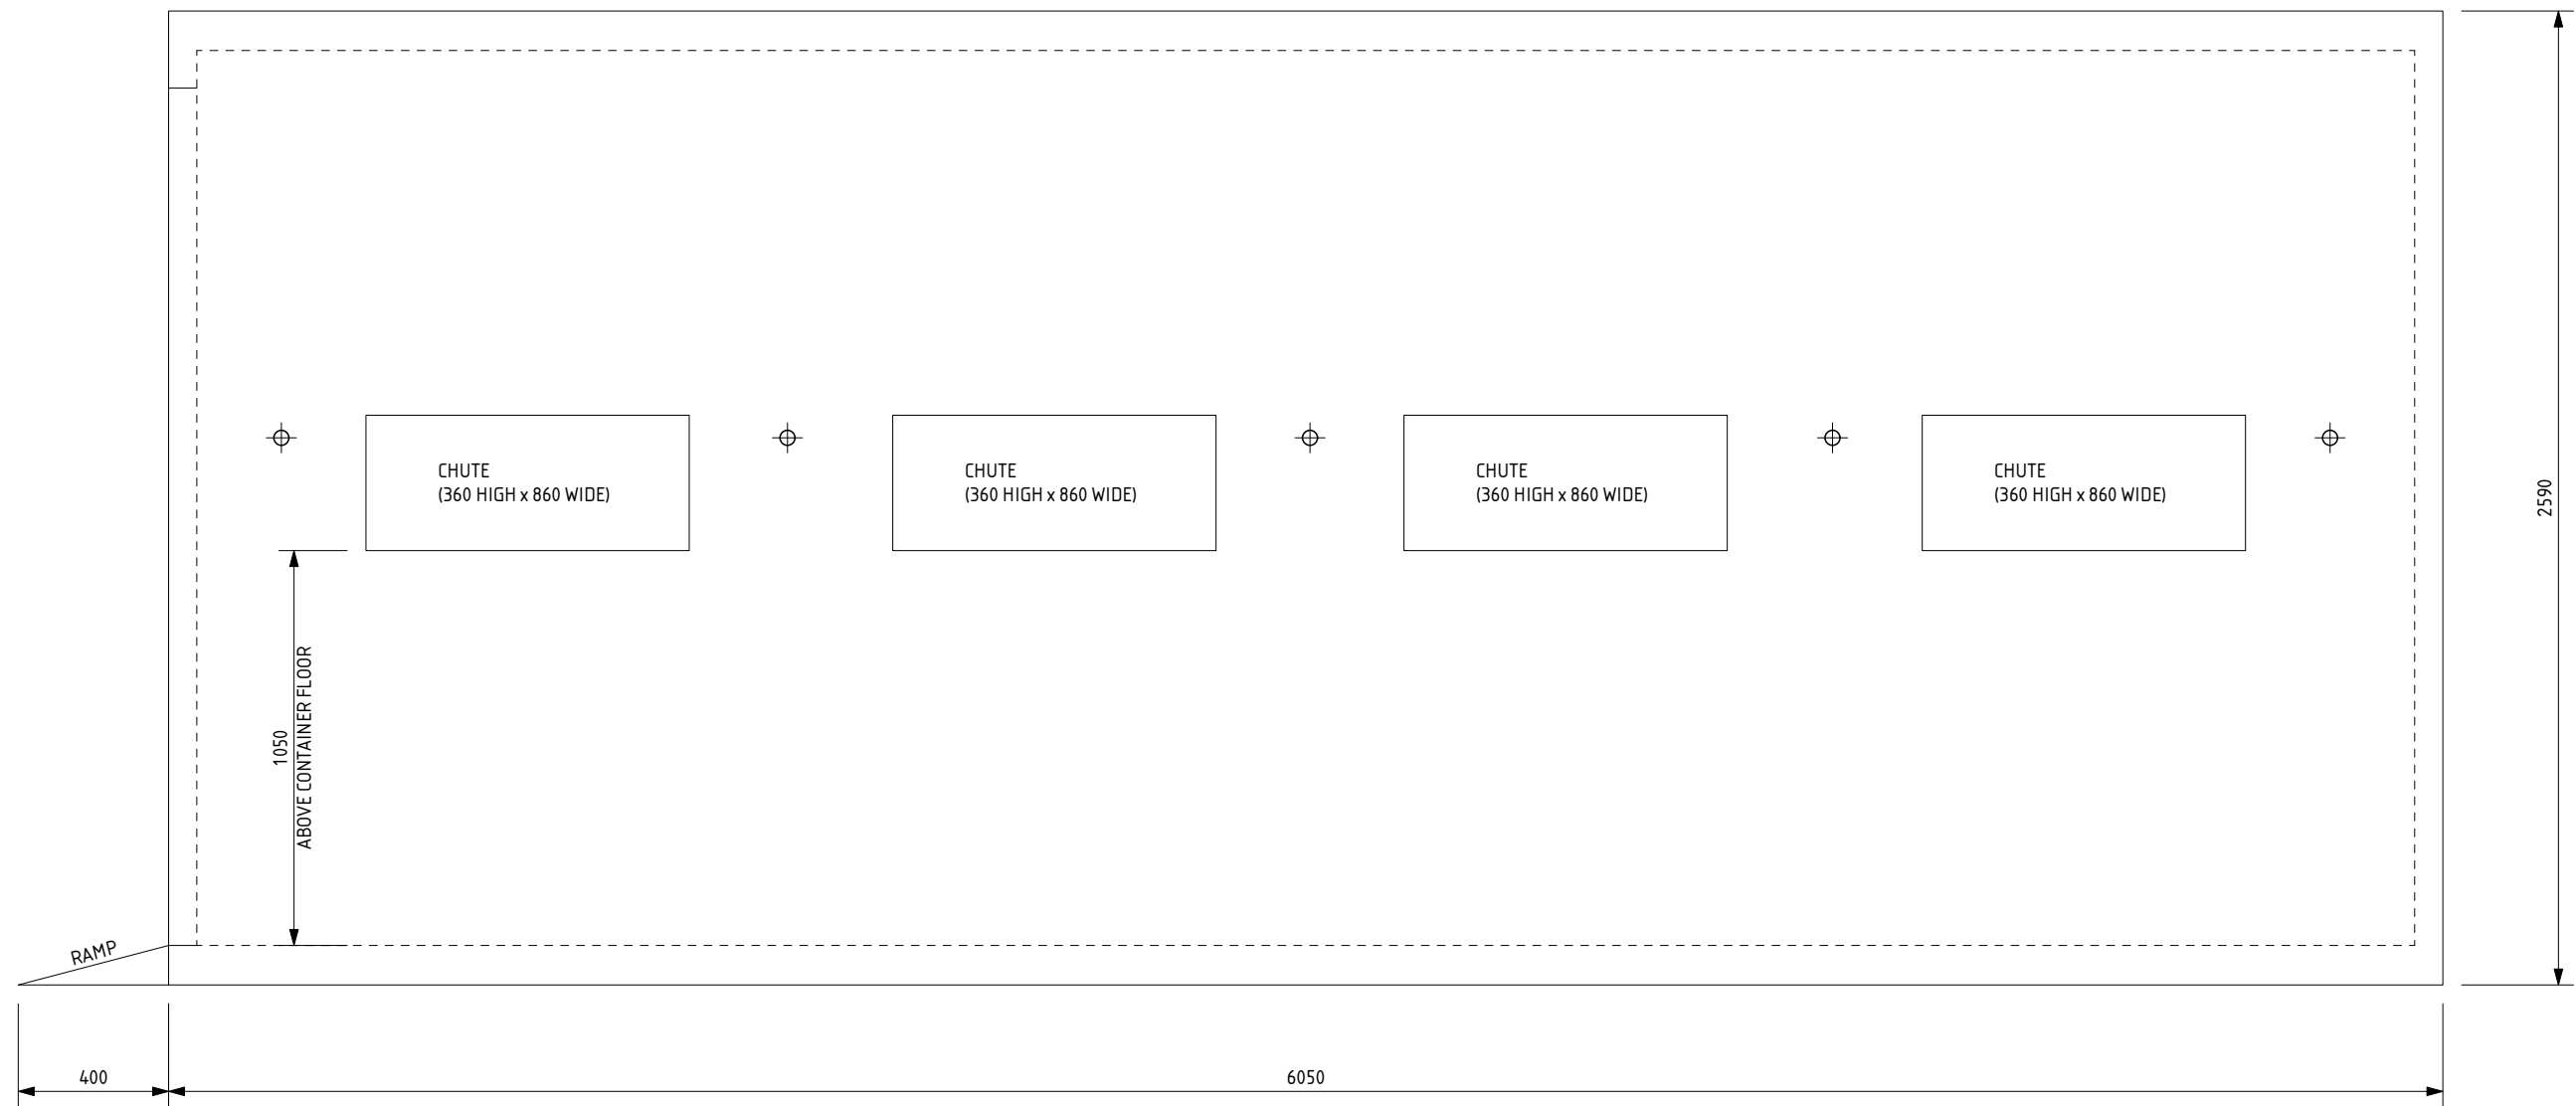 CHUTE
(360 HIGH x 860 WIDE)
CHUTE
(360 HIGH x 860 WIDE)
CHUTE
(360 HIGH x 860 WIDE)
CHUTE
(360 HIGH x 860 WIDE)
2590
1050
ABOVE CONTAINER FLOOR
RAMP
400
6050